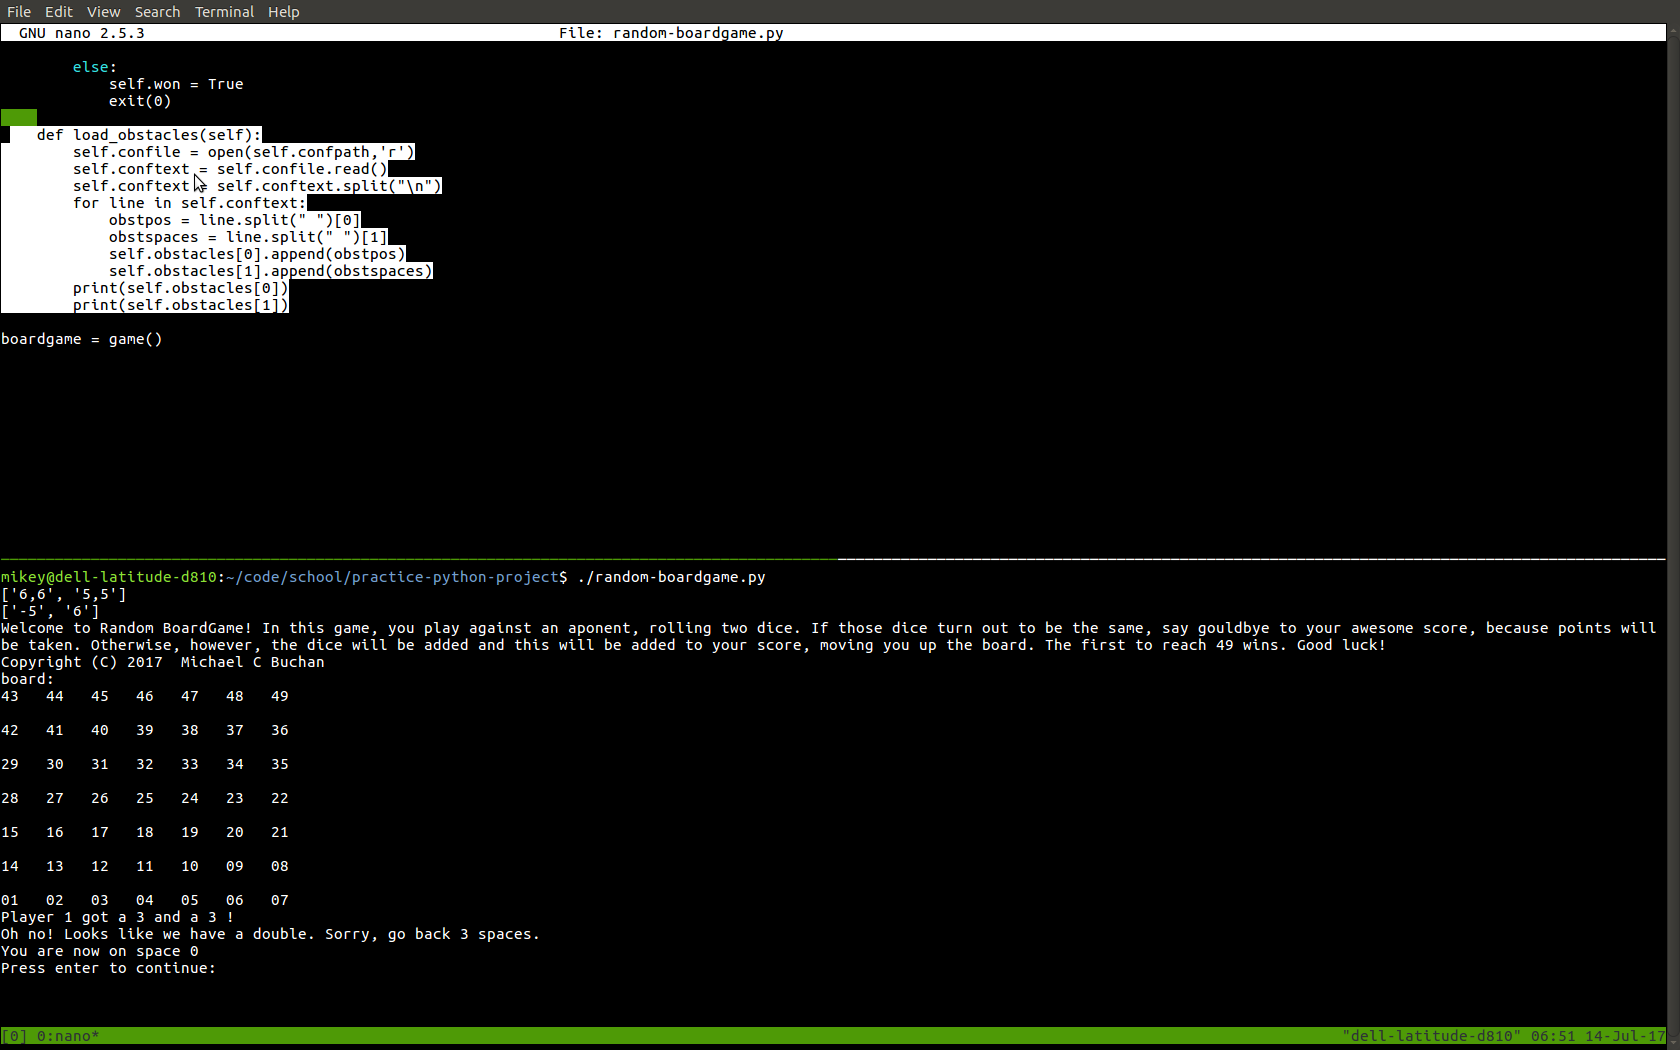 File Edit View Search Terminal Help
GNU nano 2.5.3 File: random-boardgame.py
else:
self.won = True
exit(0)
def load_obstacles(self):
self.confile = open(self.confpath,'r')
self.conftext = self.confile.read()
self.conftext = self.conftext.split("\n")
for line in self.conftext:
obstpos = line.split(" ")[0]
obstspaces = line.split(" ")[1]
self.obstacles[0].append(obstpos)
self.obstacles[1].append(obstspaces)
print(self.obstacles[0])
print(self.obstacles[1])
boardgame = game()
mikey@dell-latitude-d810:~/code/school/practice-python-project$ ./random-boardgame.py
['6,6', '5,5']
['-5', '6']
Welcome to Random BoardGame! In this game, you play against an aponent, rolling two dice. If those dice turn out to be the same, say gouldbye to your awesome score, because points will
be taken. Otherwise, however, the dice will be added and this will be added to your score, moving you up the board. The first to reach 49 wins. Good luck!
Copyright (C) 2017  Michael C Buchan
board:
43 44 45 46 47 48 49
42 41 40 39 38 37 36
29 30 31 32 33 34 35
28 27 26 25 24 23 22
15 16 17 18 19 20 21
14 13 12 11 10 09 08
01 02 03 04 05 06 07
Player 1 got a 3 and a 3 !
Oh no! Looks like we have a double. Sorry, go back 3 spaces.
You are now on space 0
Press enter to continue:
[0] 0:nano* "dell-latitude-d810" 06:51 14-Jul-17